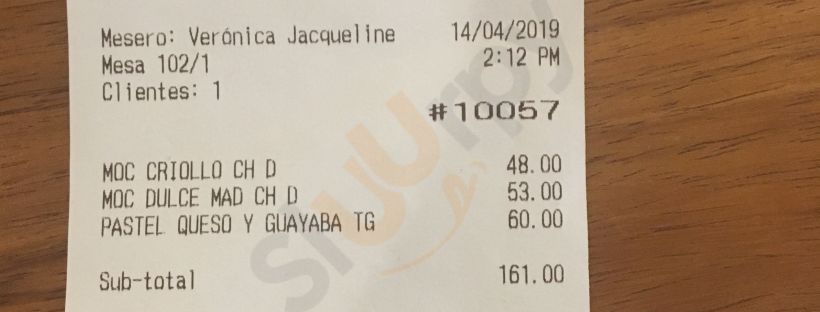 Mesero: Verónica Jacqueline 14/04/2019
Mesa 102/1 2:12 PM
Clientes: 1
#10057
MOC CRIOLLO CH D 48.00
MOC DULCE MAD CH D 53.00
PASTEL QUESO Y GUAYABA TG 60.00
Sub-total 161.00
Sluurpy